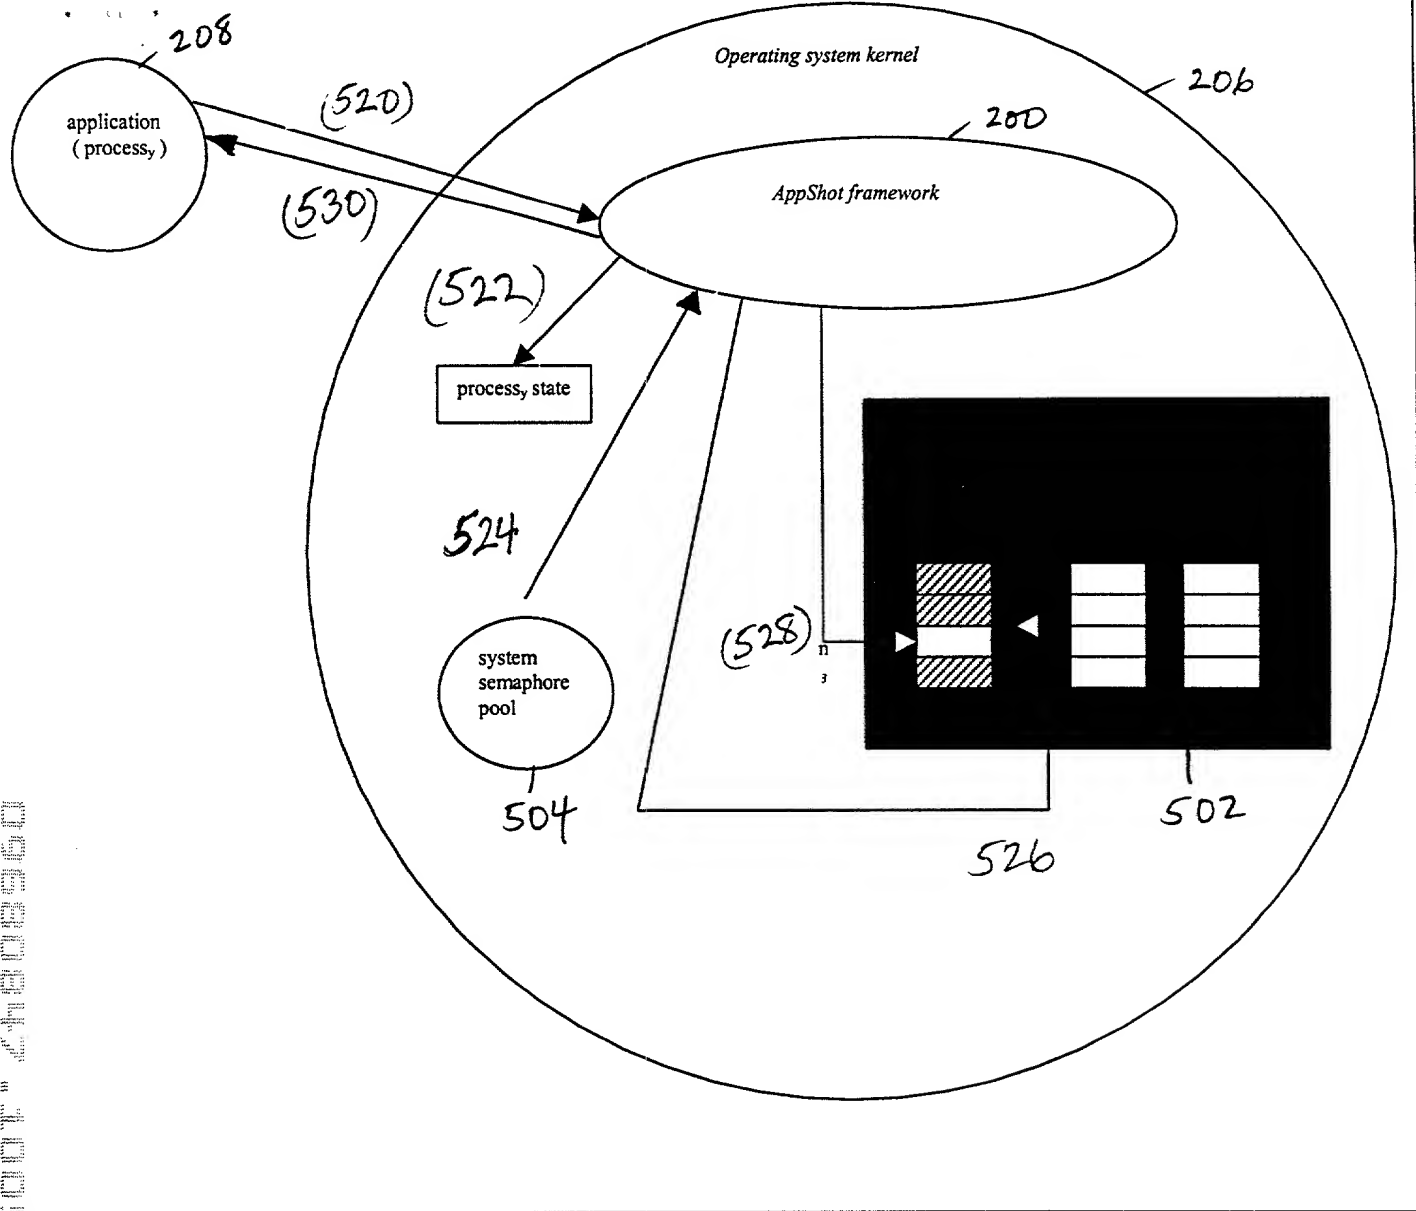 208
Operating system kernel
206
(520)
200
application
( processy )
AppShot framework
(530)
(522)
processy state
524
(528)
n
3
system
semaphore
pool
504
502
526